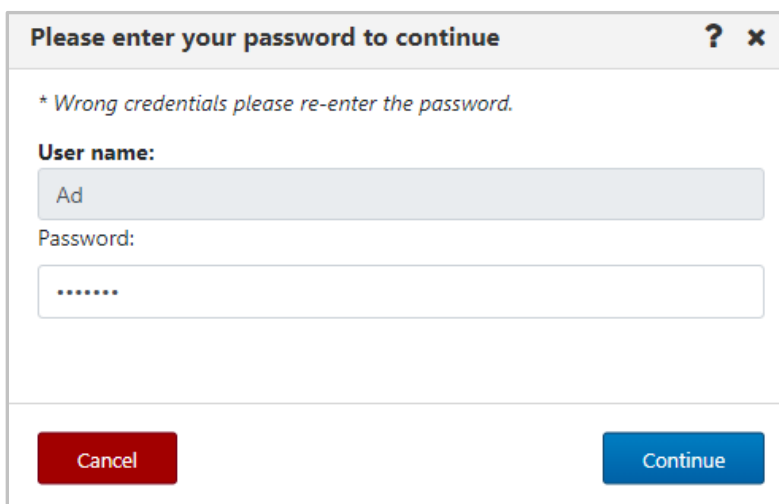 Please enter your password to continue ? ×
* Wrong credentials please re-enter the password.
User name:
Ad
Password:
•••••••
Cancel Continue